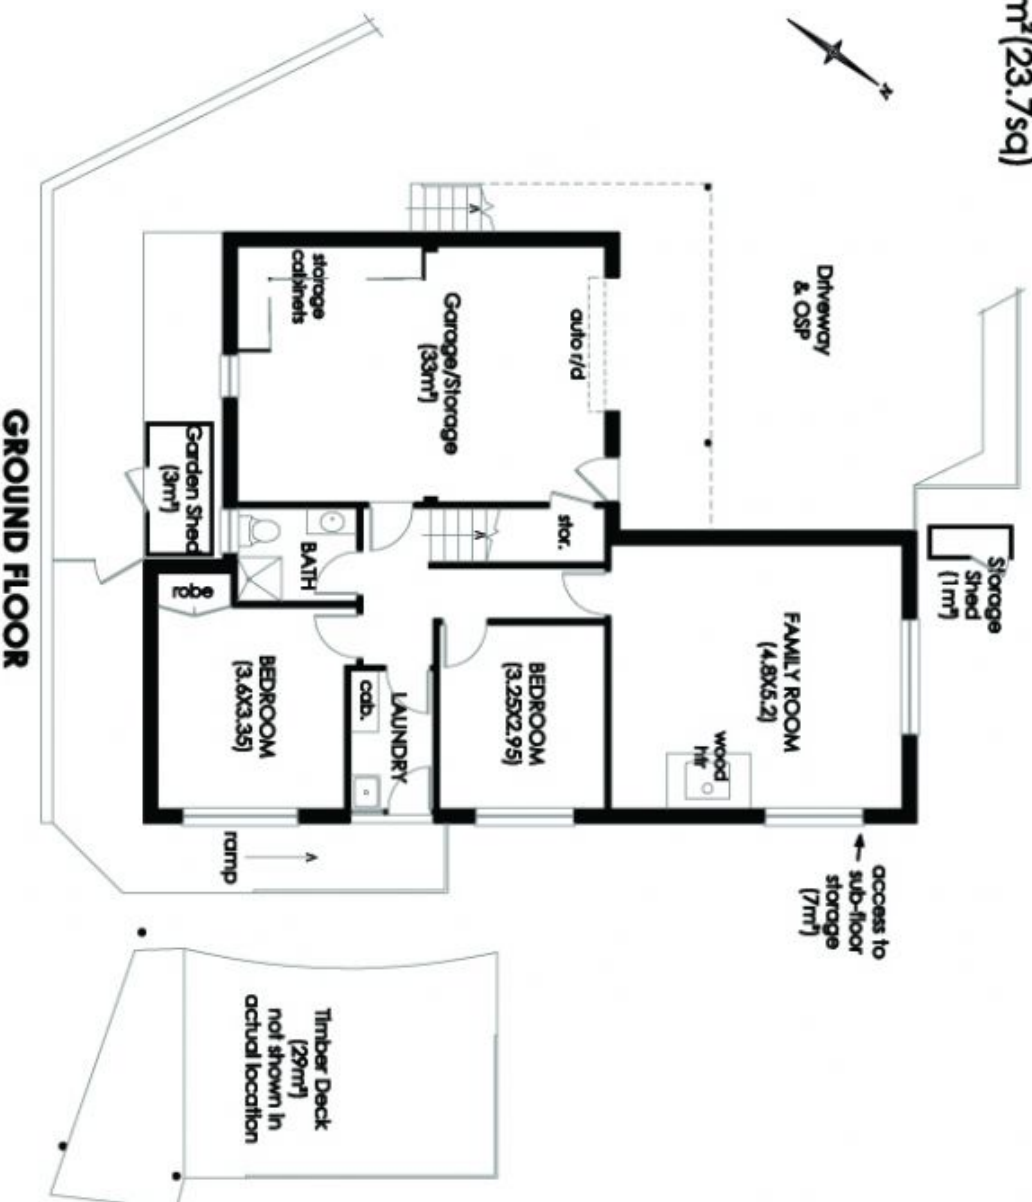 m²(23.7sq)
N
Driveway
& OSP
Storage
Shed
(1m²)
auto r/d
storage
cabinets
Garage/Storage
(33m²)
stor.
FAMILY ROOM
(4.8X5.2)
wood
htr
access to
sub-floor
storage
(7m²)
Garden Shed
(3m²)
BATH
robe
BEDROOM
(3.25X2.95)
LAUNDRY
cab.
BEDROOM
(3.6X3.35)
ramp
Timber Deck
(29m²)
not shown in
actual location
GROUND FLOOR